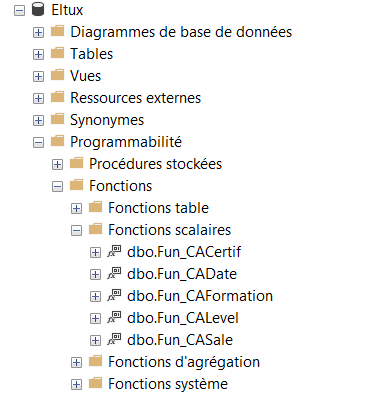 Eltux
Diagrammes de base de données
Tables
Vues
Ressources externes
Synonymes
Programmabilité
Procédures stockées
Fonctions
Fonctions table
Fonctions scalaires
dbo.Fun_CACertif
dbo.Fun_CADate
dbo.Fun_CAFormation
dbo.Fun_CALevel
dbo.Fun_CASale
Fonctions d'agrégation
Fonctions système